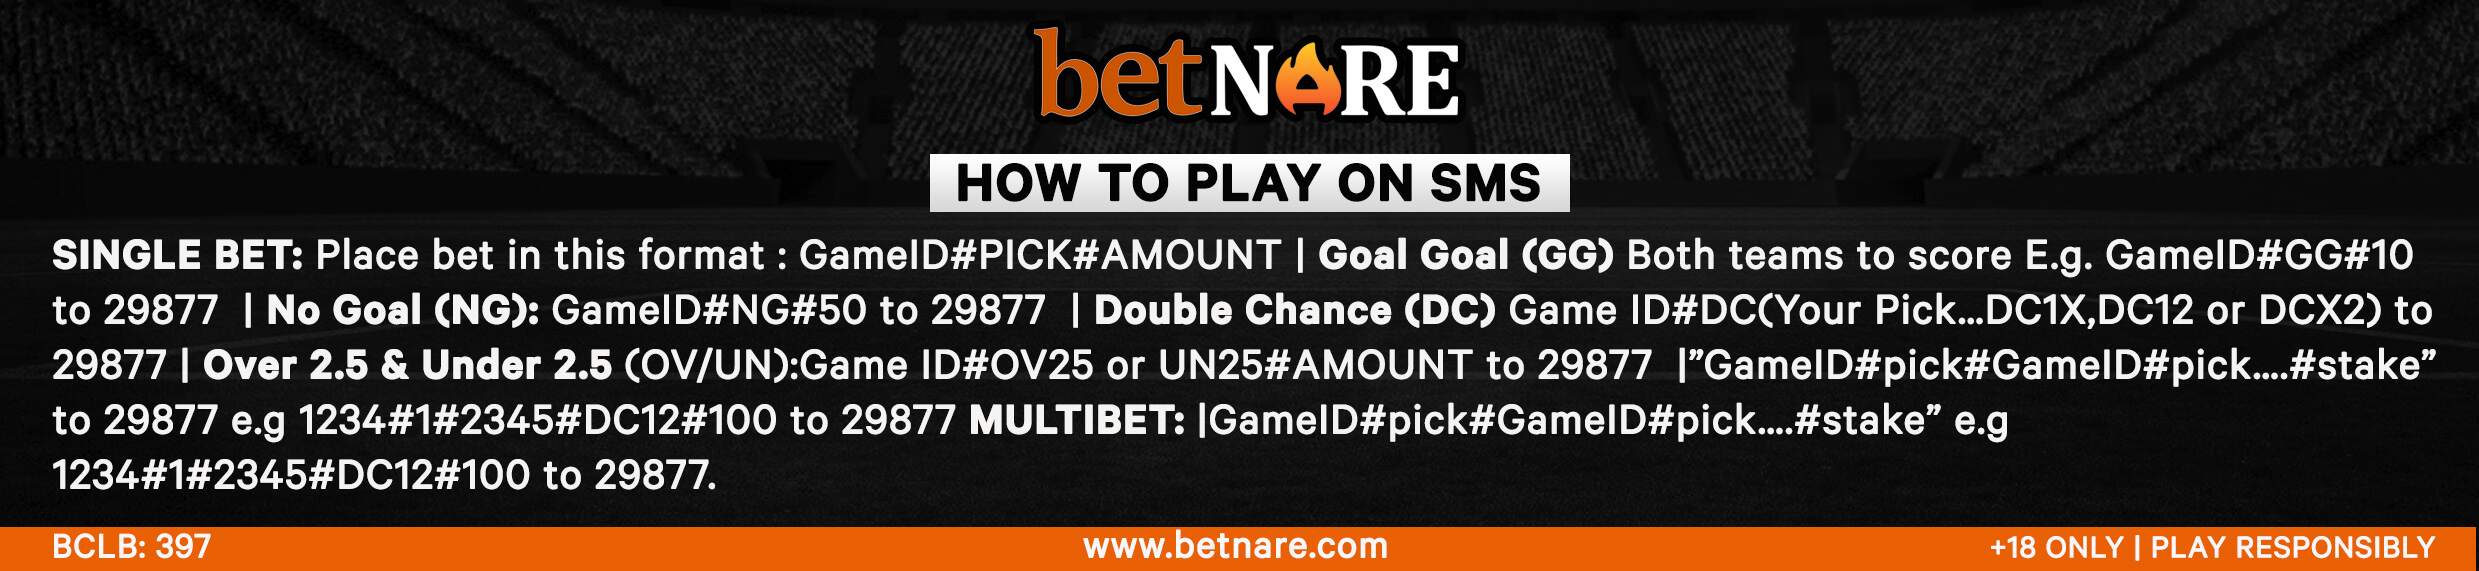 betNARE
HOW TO PLAY ON SMS
SINGLE BET: Place bet in this format : GameID#PICK#AMOUNT | Goal Goal (GG) Both teams to score E.g. GameID#GG#10
to 29877 | No Goal (NG): GameID#NG#50 to 29877 | Double Chance (DC) Game ID#DC(Your Pick...DC1X,DC12 or DCX2) to
29877 | Over 2.5 & Under 2.5 (OV/UN):Game ID#OV25 or UN25#AMOUNT to 29877 |”GameID#pick#GameID#pick....#stake”
to 29877 e.g 1234#1#2345#DC12#100 to 29877 MULTIBET: |GameID#pick#GameID#pick....#stake” e.g
1234#1#2345#DC12#100 to 29877.
BCLB: 397 www.betnare.com +18 ONLY | PLAY RESPONSIBLY